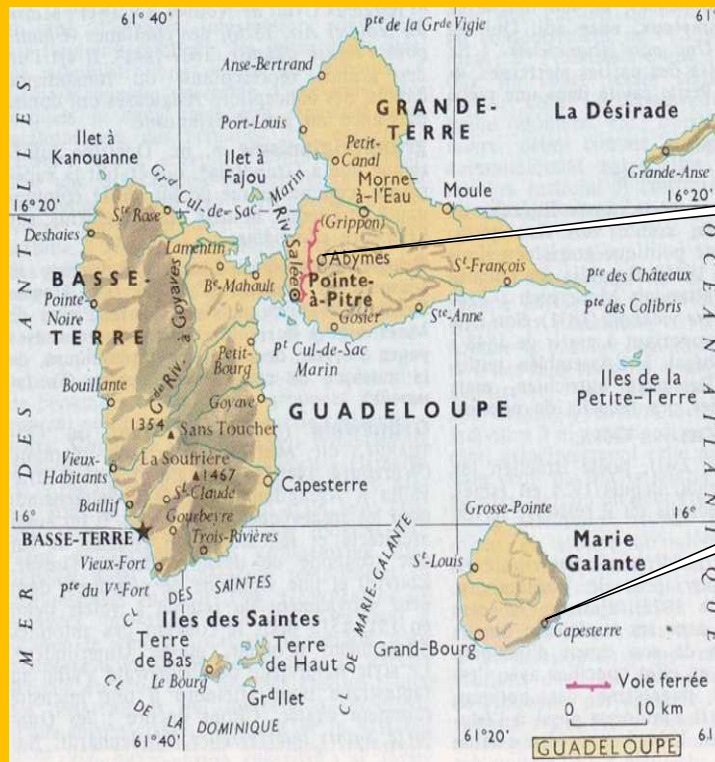 61° 40'
61° 20'
Pte de la Grde Vigie
Anse-Bertrand
GRANDE-
TERRE
La Désirade
Port-Louis
Ilet à
Kahouanne
Ilet à
Fajou
Petit-
Canal
Grande-Anse
Morne-
à-l'Eau
Moule
16° 20'
Ste Rose
Grd Cul-de-Sac Marin
Riv. Salée
(Grippon)
16° 20'
Deshaies
Lamentin
Abymes
St-François
Pte des Châteaux
BASSE-
TERRE
Be-Mahault
Pointe-
à-Pitre
Pte des Colibris
Pointe-
Noire
Grde Riv. à Goyaves
Gosier
Ste-Anne
Pt Cul-de-Sac
Marin
Petit-
Bourg
Iles de la
Petite-Terre
Bouillante
Goyave
GUADELOUPE
1354
Sans Toucher
Vieux-
Habitants
La Soufrière
1467
Capesterre
St-Claude
Baillif
Grosse-Pointe
16°
Gourbeyre
16°
BASSE-TERRE
Trois-Rivières
Marie
Galante
Vieux-Fort
St-Louis
Pte du Vx-Fort
CL DES SAINTES
CL DE MARIE-GALANTE
Iles des Saintes
Capesterre
Terre
de Bas
Terre
de Haut
Grand-Bourg
Le Bourg
Grd Ilet
Voie ferrée
0 10 km
CL DE LA DOMINIQUE
61° 40'
61° 20'
GUADELOUPE
MER DES ANTILLES
OCÉAN ATLANTIQUE